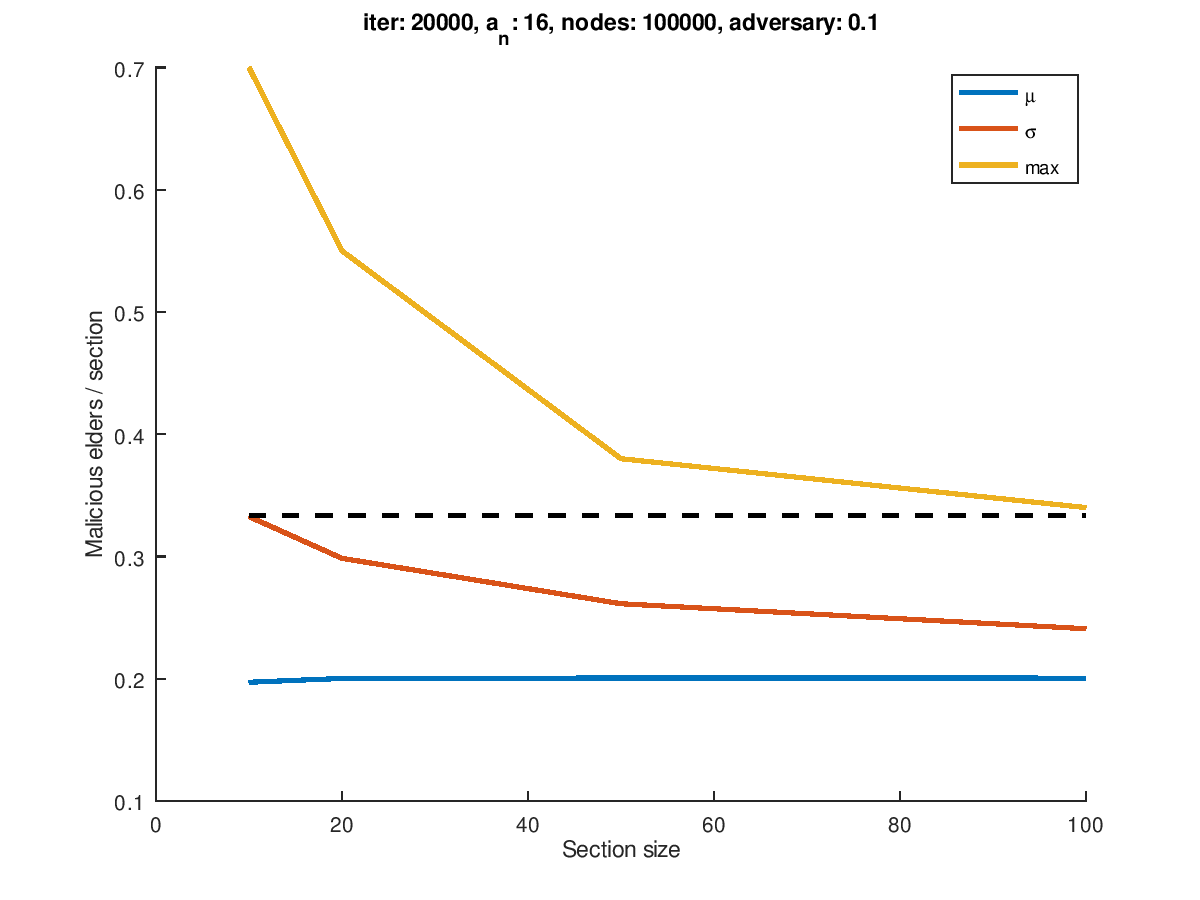 iter: 20000, a_n: 16, nodes: 100000, adversary: 0.1
0.7
0.6
0.5
0.4
0.3
0.2
0.1
Malicious elders / section
μ
σ
max
0 20 40 60 80 100
Section size